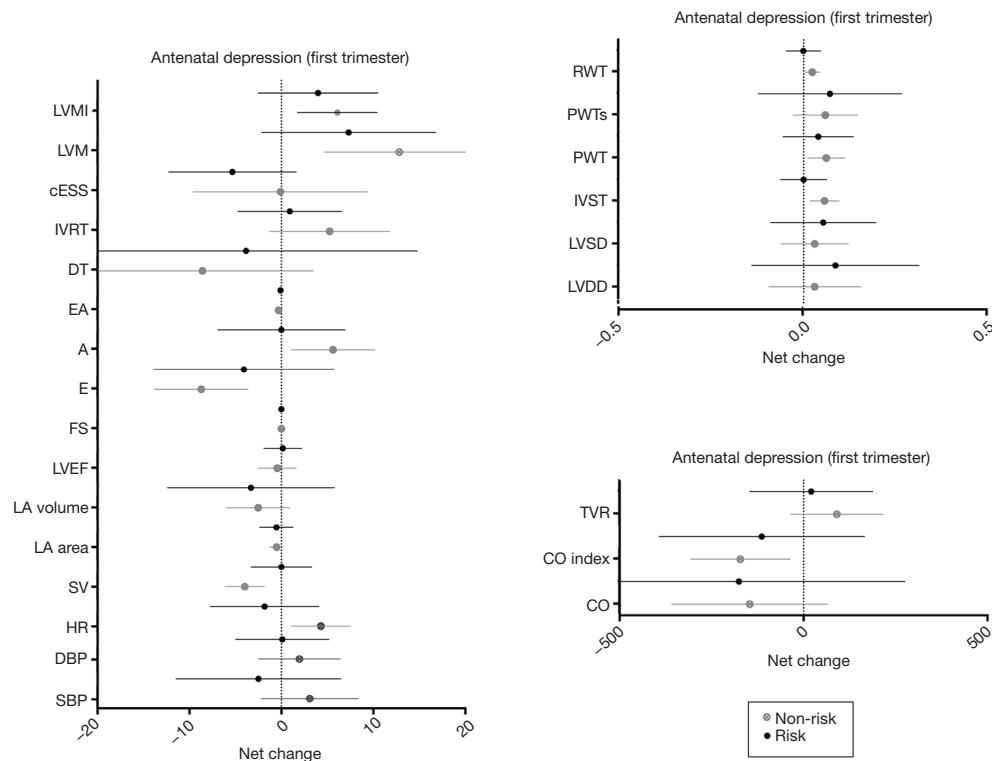 Antenatal depression (first trimester)
LVMI
LVM
cESS
IVRT
DT
EA
A
E
FS
LVEF
LA volume
LA area
SV
HR
DBP
SBP
−20
−10
0
10
20
Net change
Antenatal depression (first trimester)
RWT
PWTs
PWT
IVST
LVSD
LVDD
−0.5
0.0
0.5
Net change
Antenatal depression (first trimester)
TVR
CO index
CO
−500
0
500
Net change
Non-risk
Risk